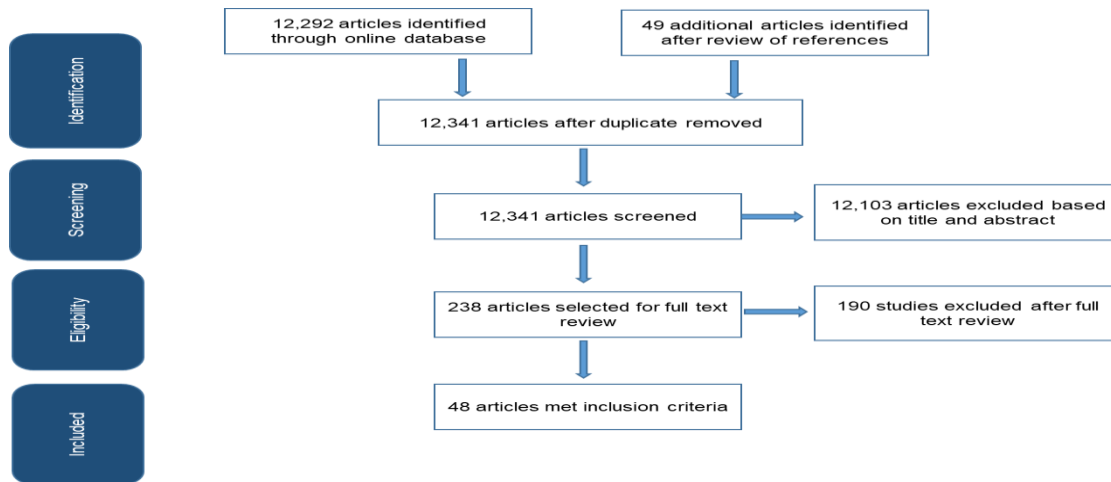 12,292 articles identified
through online database
49 additional articles identified
after review of references
Identification
12,341 articles after duplicate removed
Screening
12,341 articles screened
12,103 articles excluded based
on title and abstract
Eligibility
238 articles selected for full text
review
190 studies excluded after full
text review
Included
48 articles met inclusion criteria